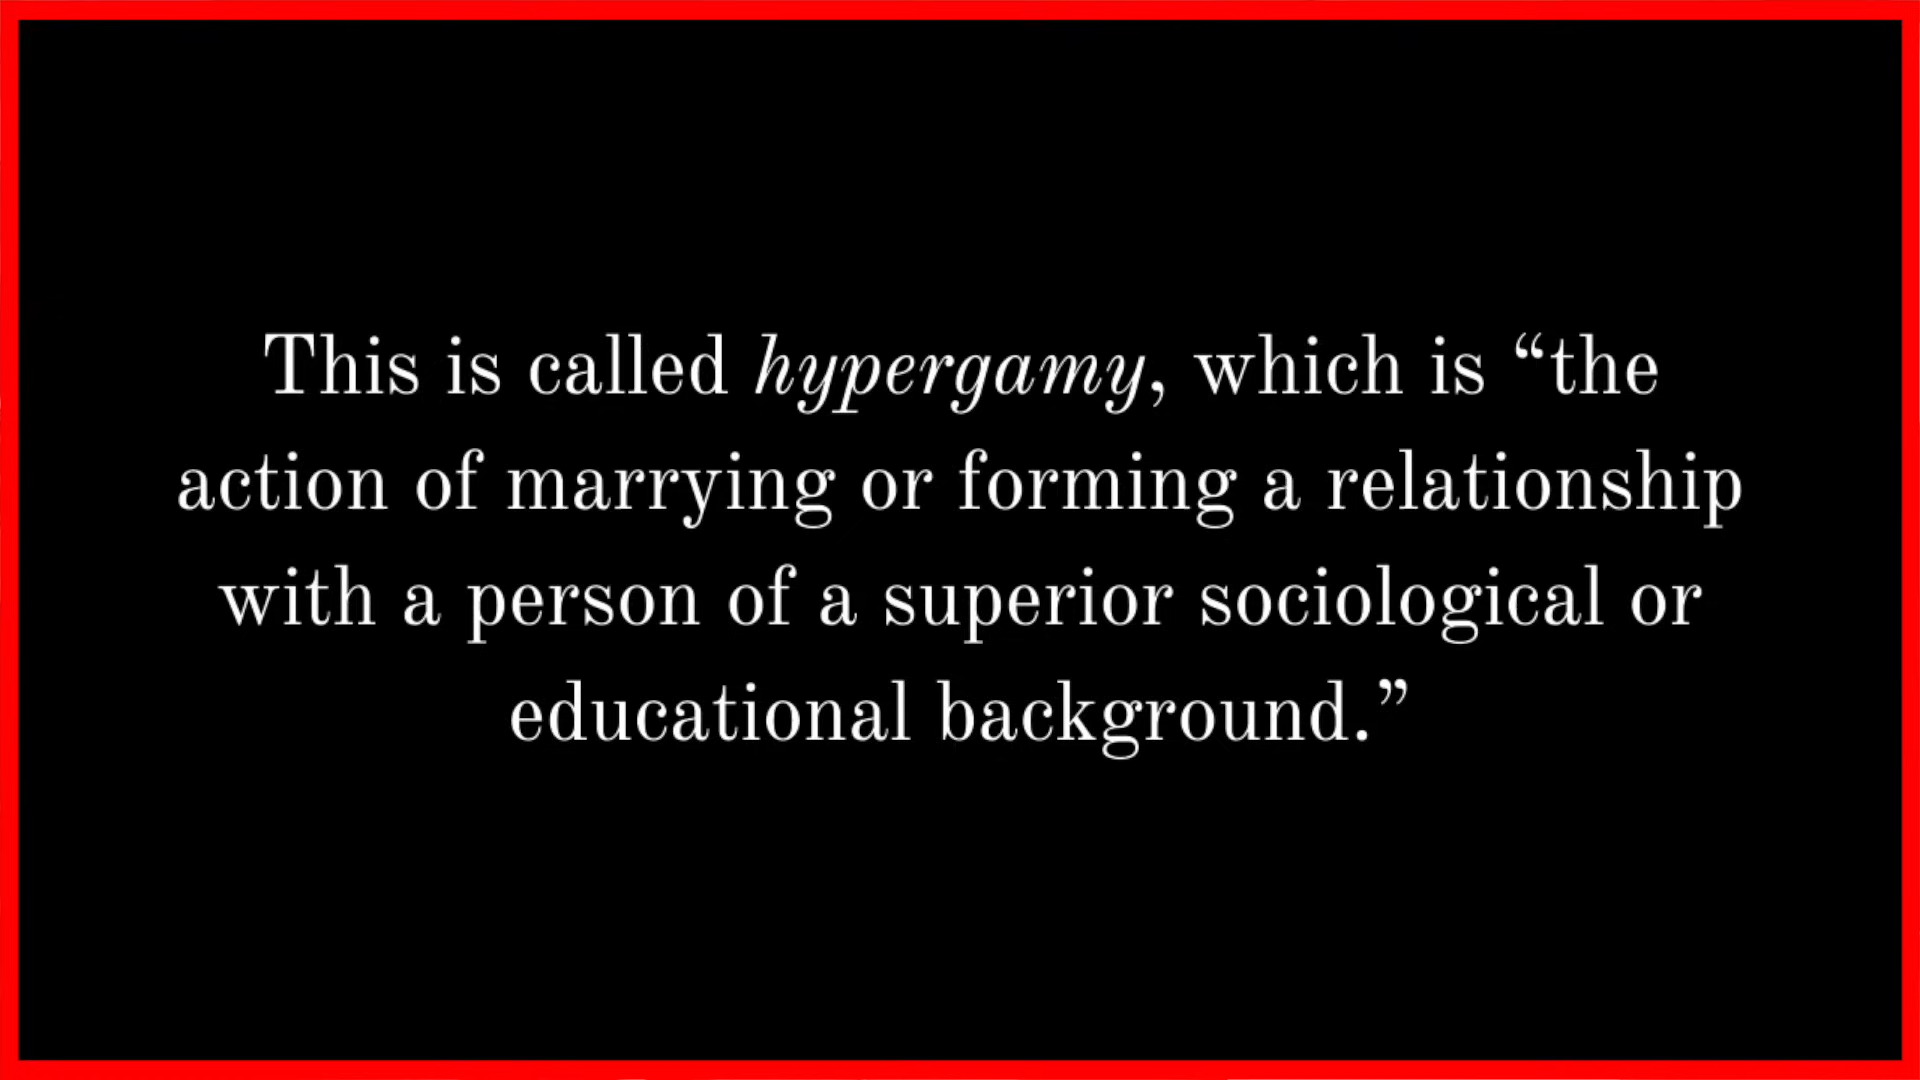 This is called hypergamy, which is “the
action of marrying or forming a relationship
with a person of a superior sociological or
educational background.”